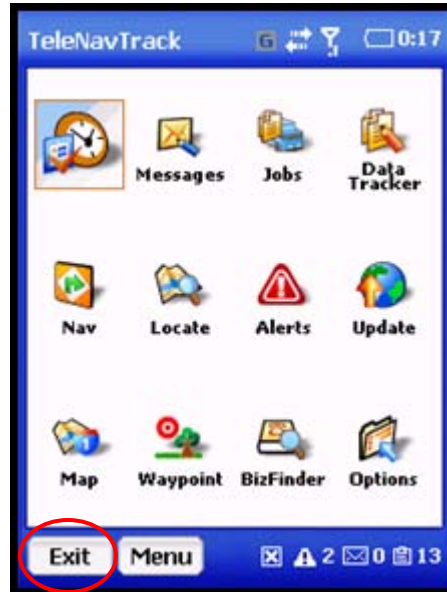 TeleNavTrack G 0:17
Messages Jobs Data Tracker
Nav Locate Alerts Update
1
Map Waypoint BizFinder Options
Exit Menu 2 0 13